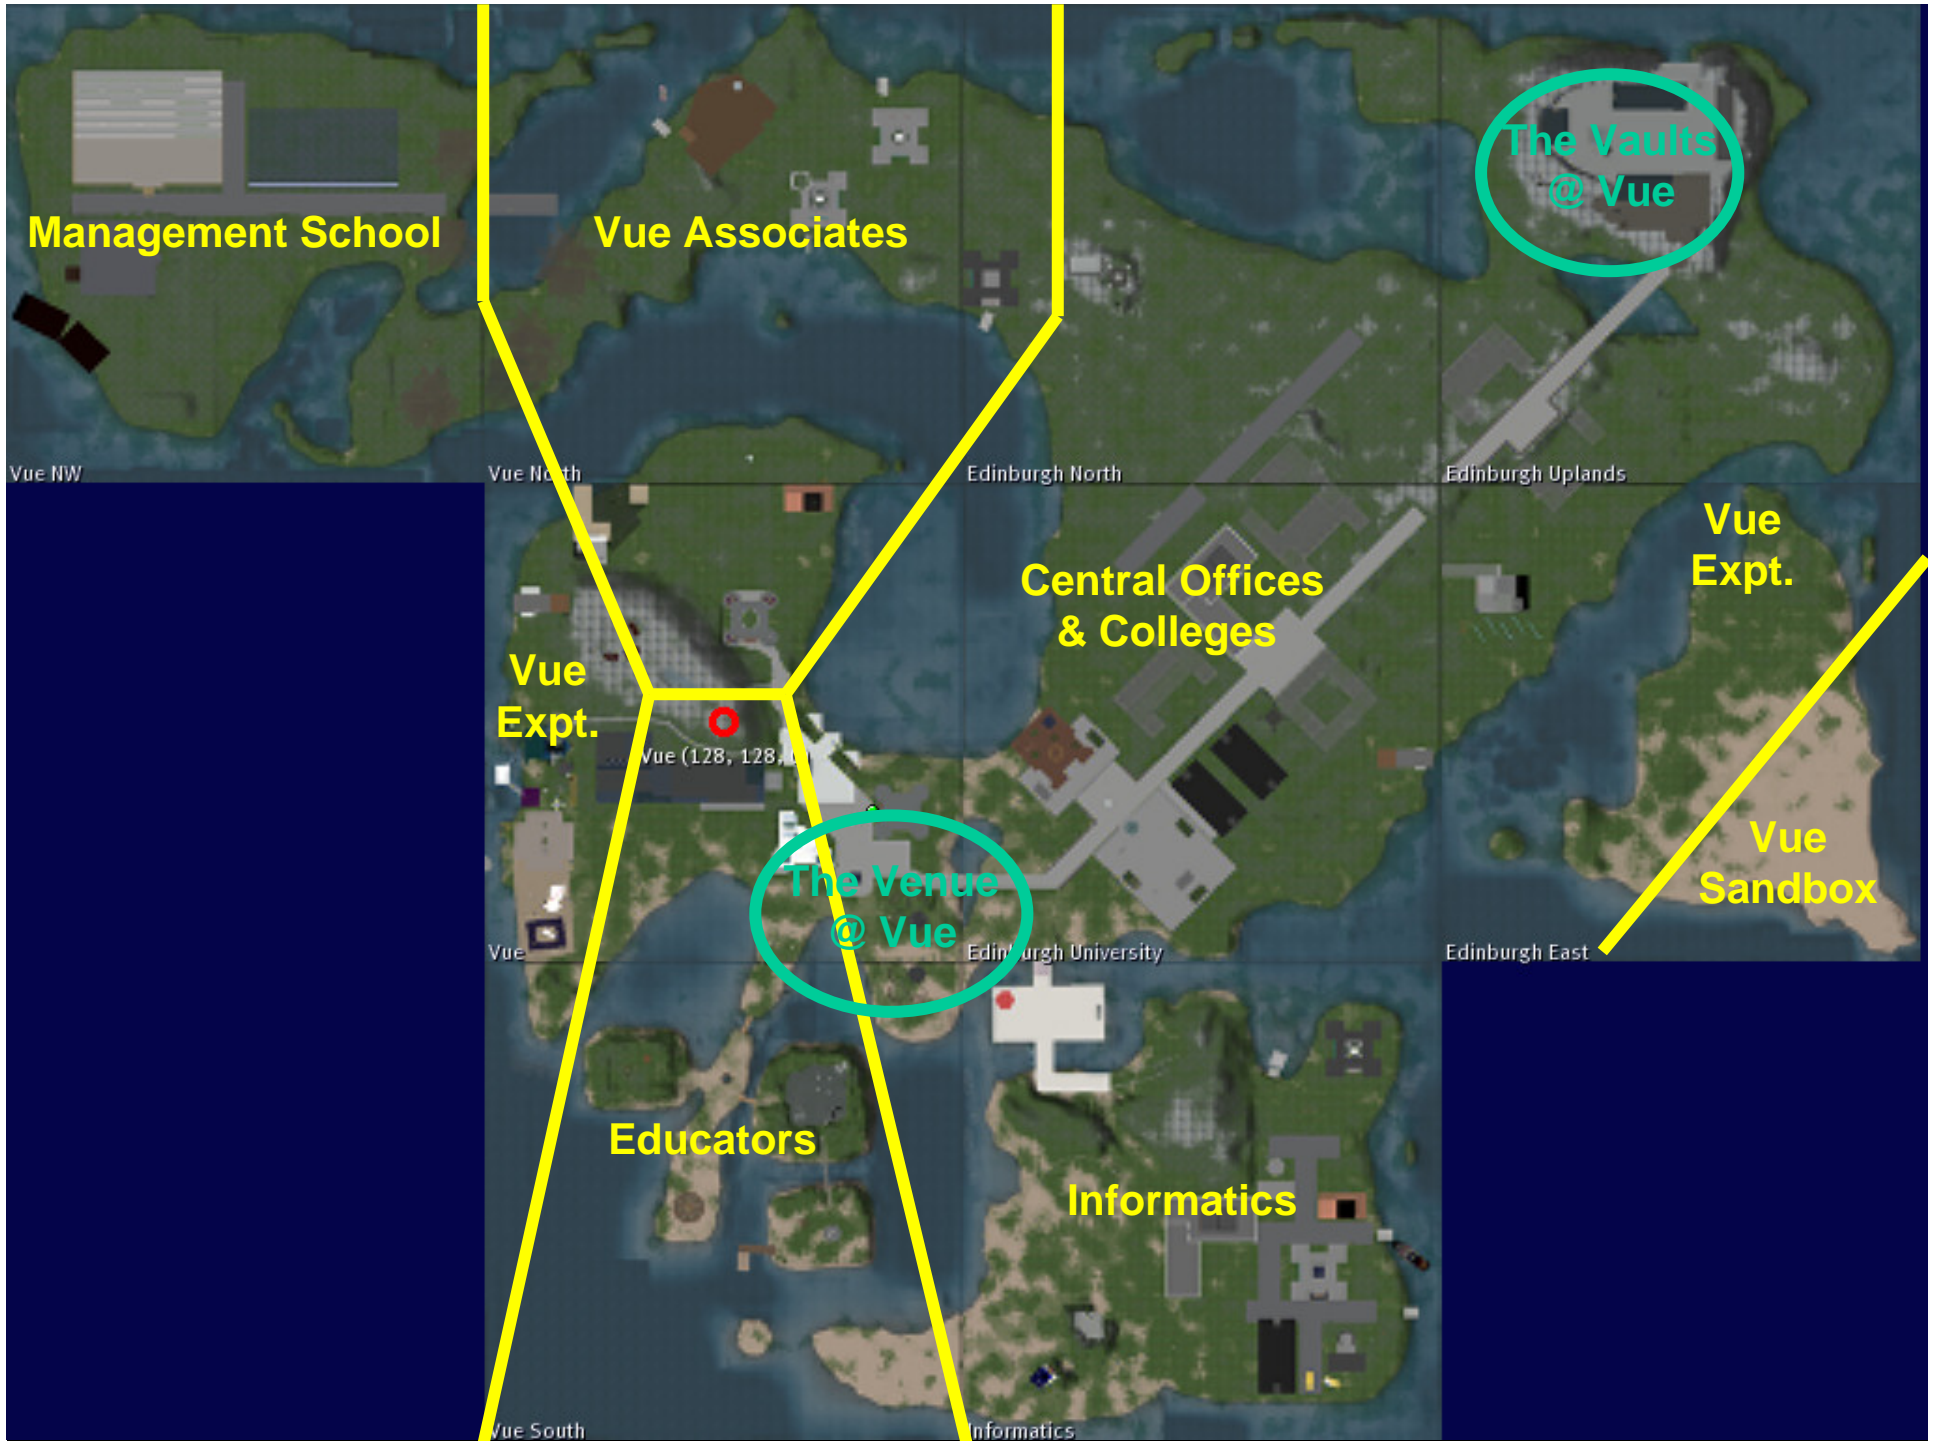 The Vaults
@ Vue
Management School
Vue Associates
Vue NW
Vue North
Edinburgh North
Edinburgh Uplands
Vue
Expt.
Central Offices
& Colleges
Vue
Expt.
Vue (128, 128,
Vue
Sandbox
The Venue
@ Vue
Vue
Edinburgh University
Edinburgh East
Educators
Informatics
Vue South
Informatics